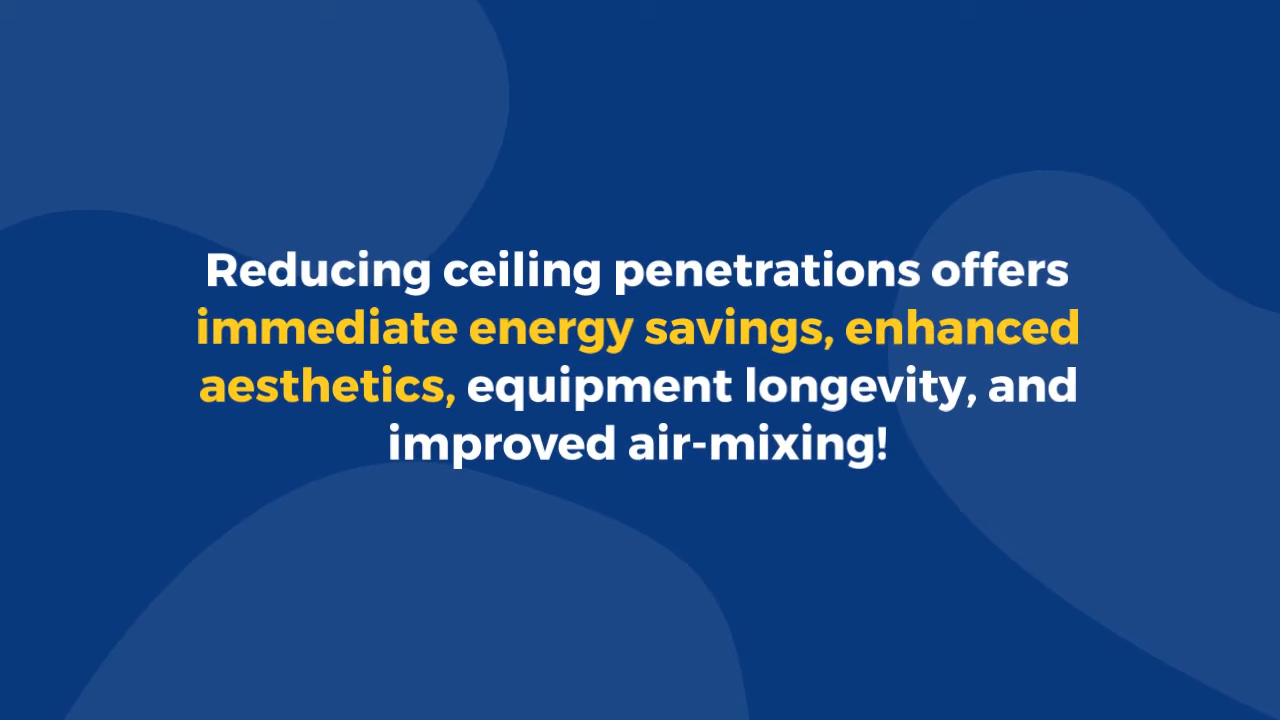 Reducing ceiling penetrations offers
immediate energy savings, enhanced
aesthetics, equipment longevity, and
improved air-mixing!